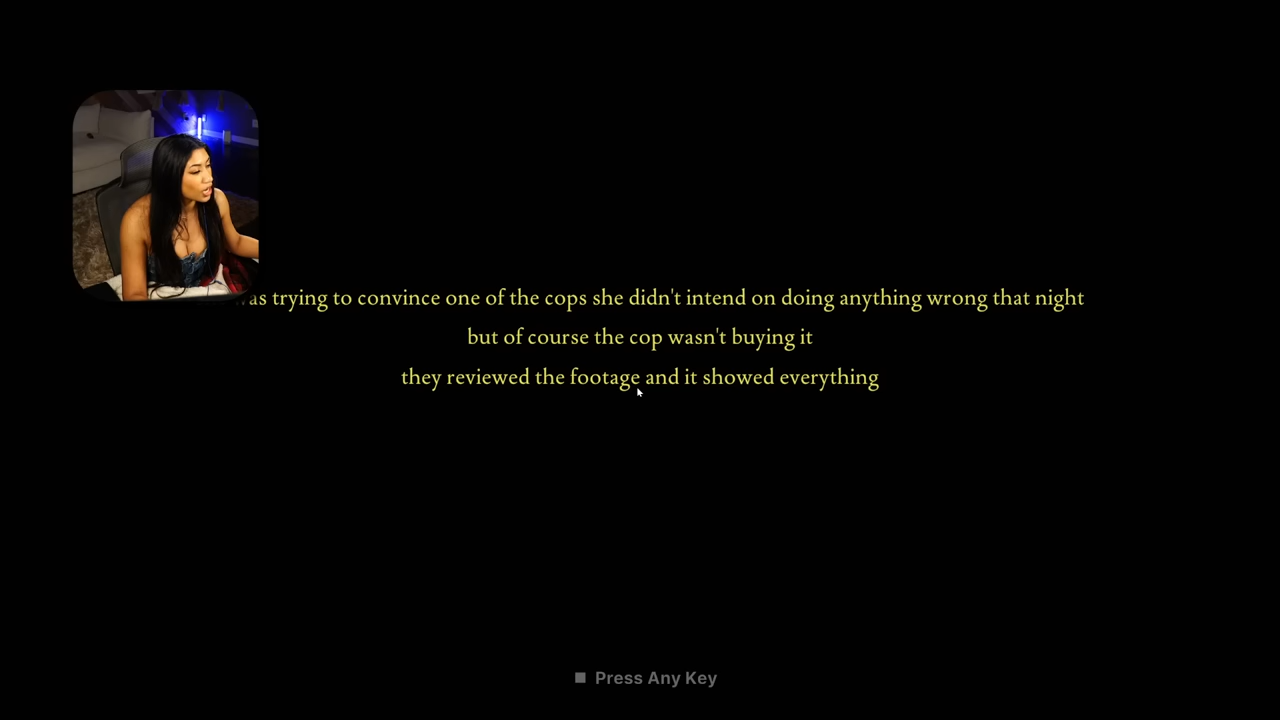 was trying to convince one of the cops she didn't intend on doing anything wrong that night
but of course the cop wasn't buying it
they reviewed the footage and it showed everything
Press Any Key